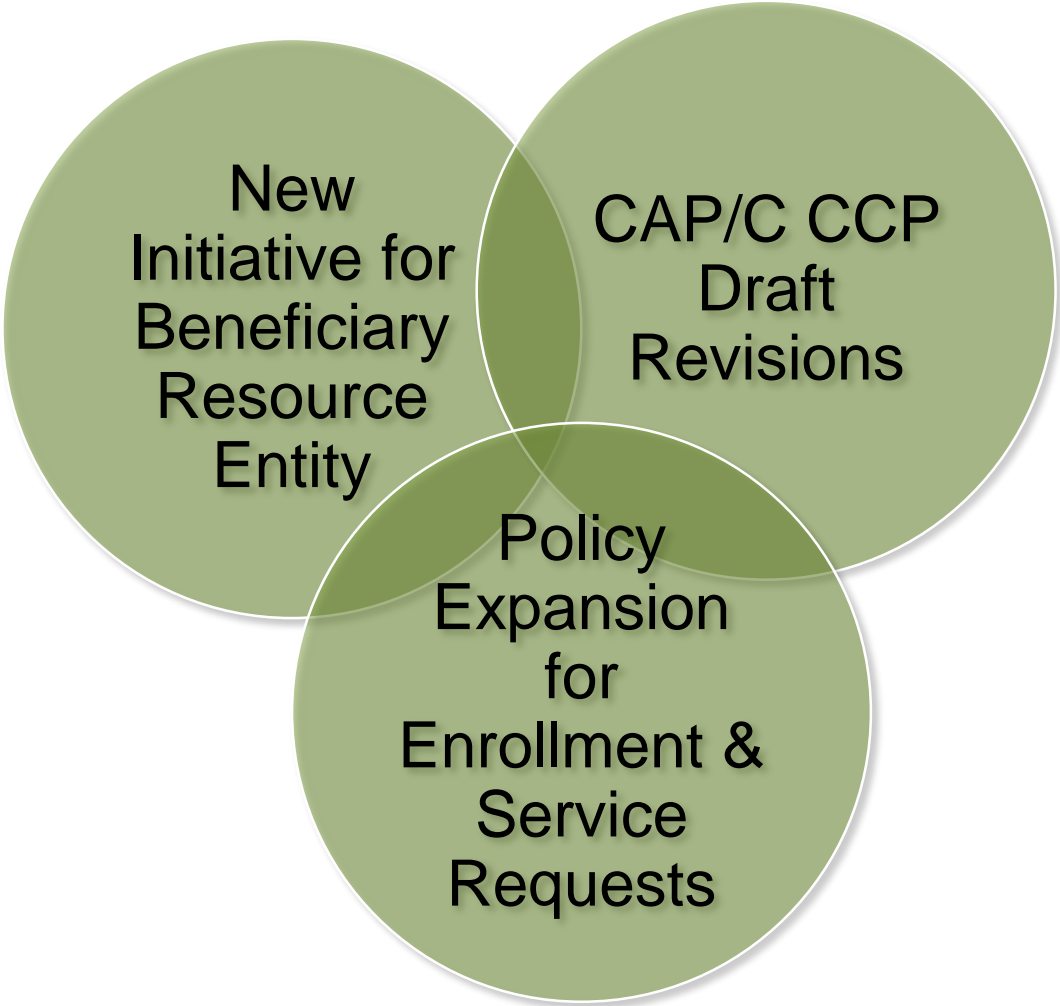 New
Initiative for
Beneficiary
Resource
Entity
CAP/C CCP
Draft
Revisions
Policy
Expansion
for
Enrollment &
Service
Requests